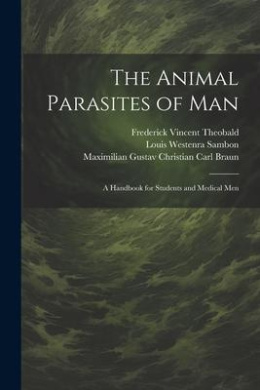 The Animal
Parasites of Man
Frederick Vincent Theobald
Louis Westenra Sambon
Maximilian Gustav Christian Carl Braun
A Handbook for Students and Medical Men